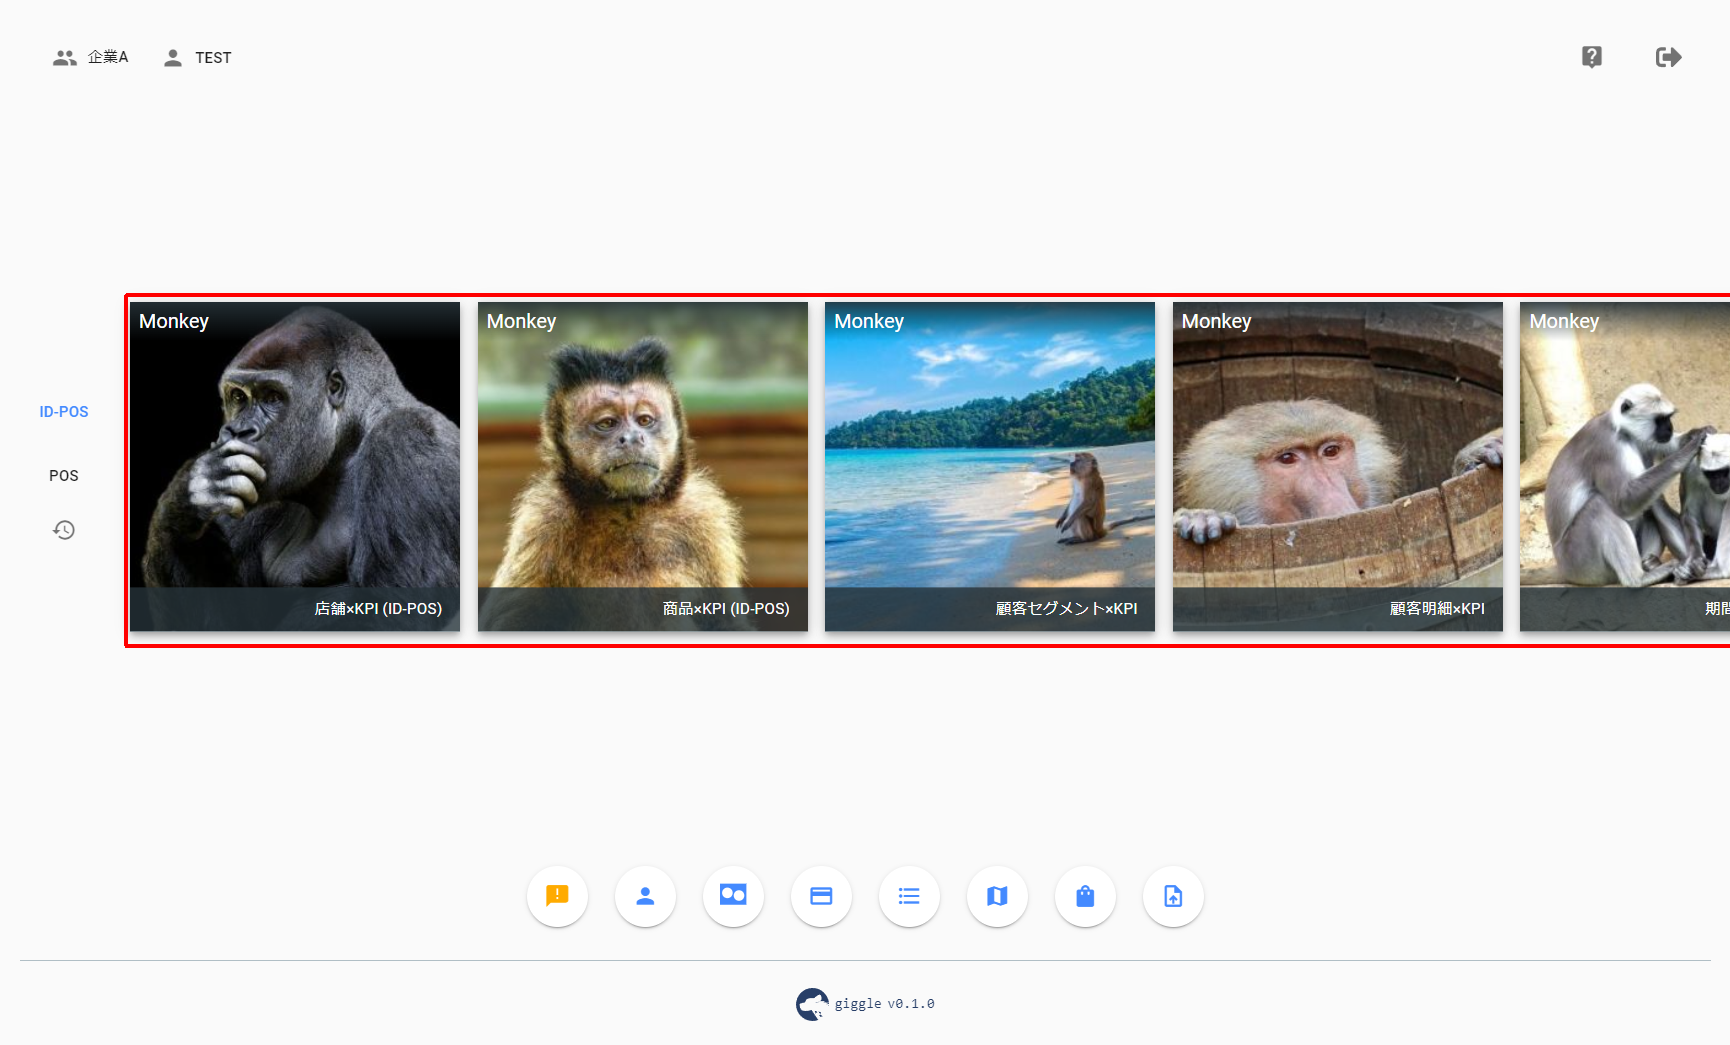 企業A
TEST
Monkey
Monkey
Monkey
Monkey
Monkey
ID-POS
POS
店舗×KPI (ID-POS)
商品×KPI (ID-POS)
顧客セグメント×KPI
顧客明細×KPI
期間
giggle v0.1.0